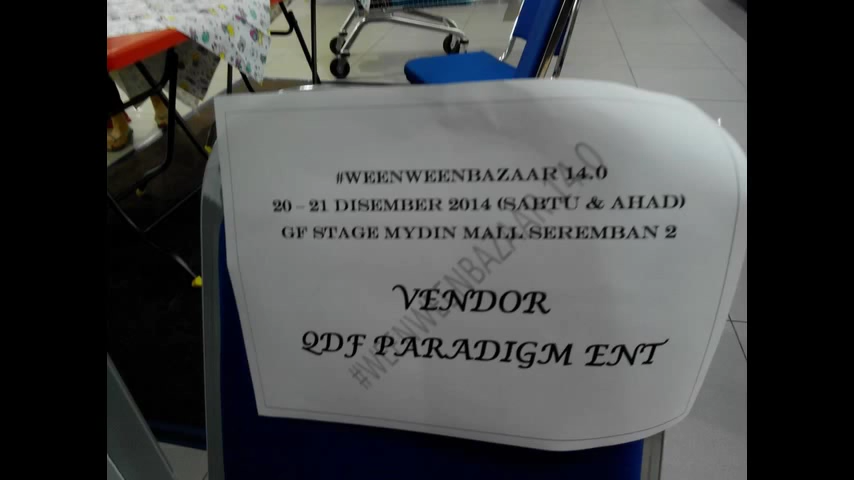 #WEENWEENBAZAAR 14.0
20 – 21 DISEMBER 2014 (SABTU & AHAD)
GF STAGE MYDIN MALL SEREMBAN 2
VENDOR
QDF PARADIGM ENT
#WEENWEENBAZAAR 14.0